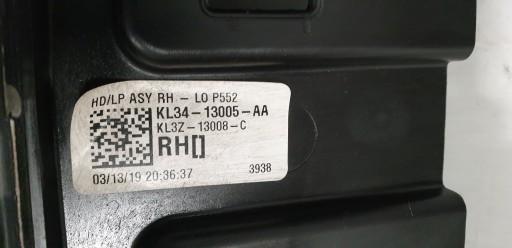 HD/LP ASY RH - LO P552
KL34-13005-AA
KL3Z-13008-C
RH[]
03/13/19 20:36:37 3938